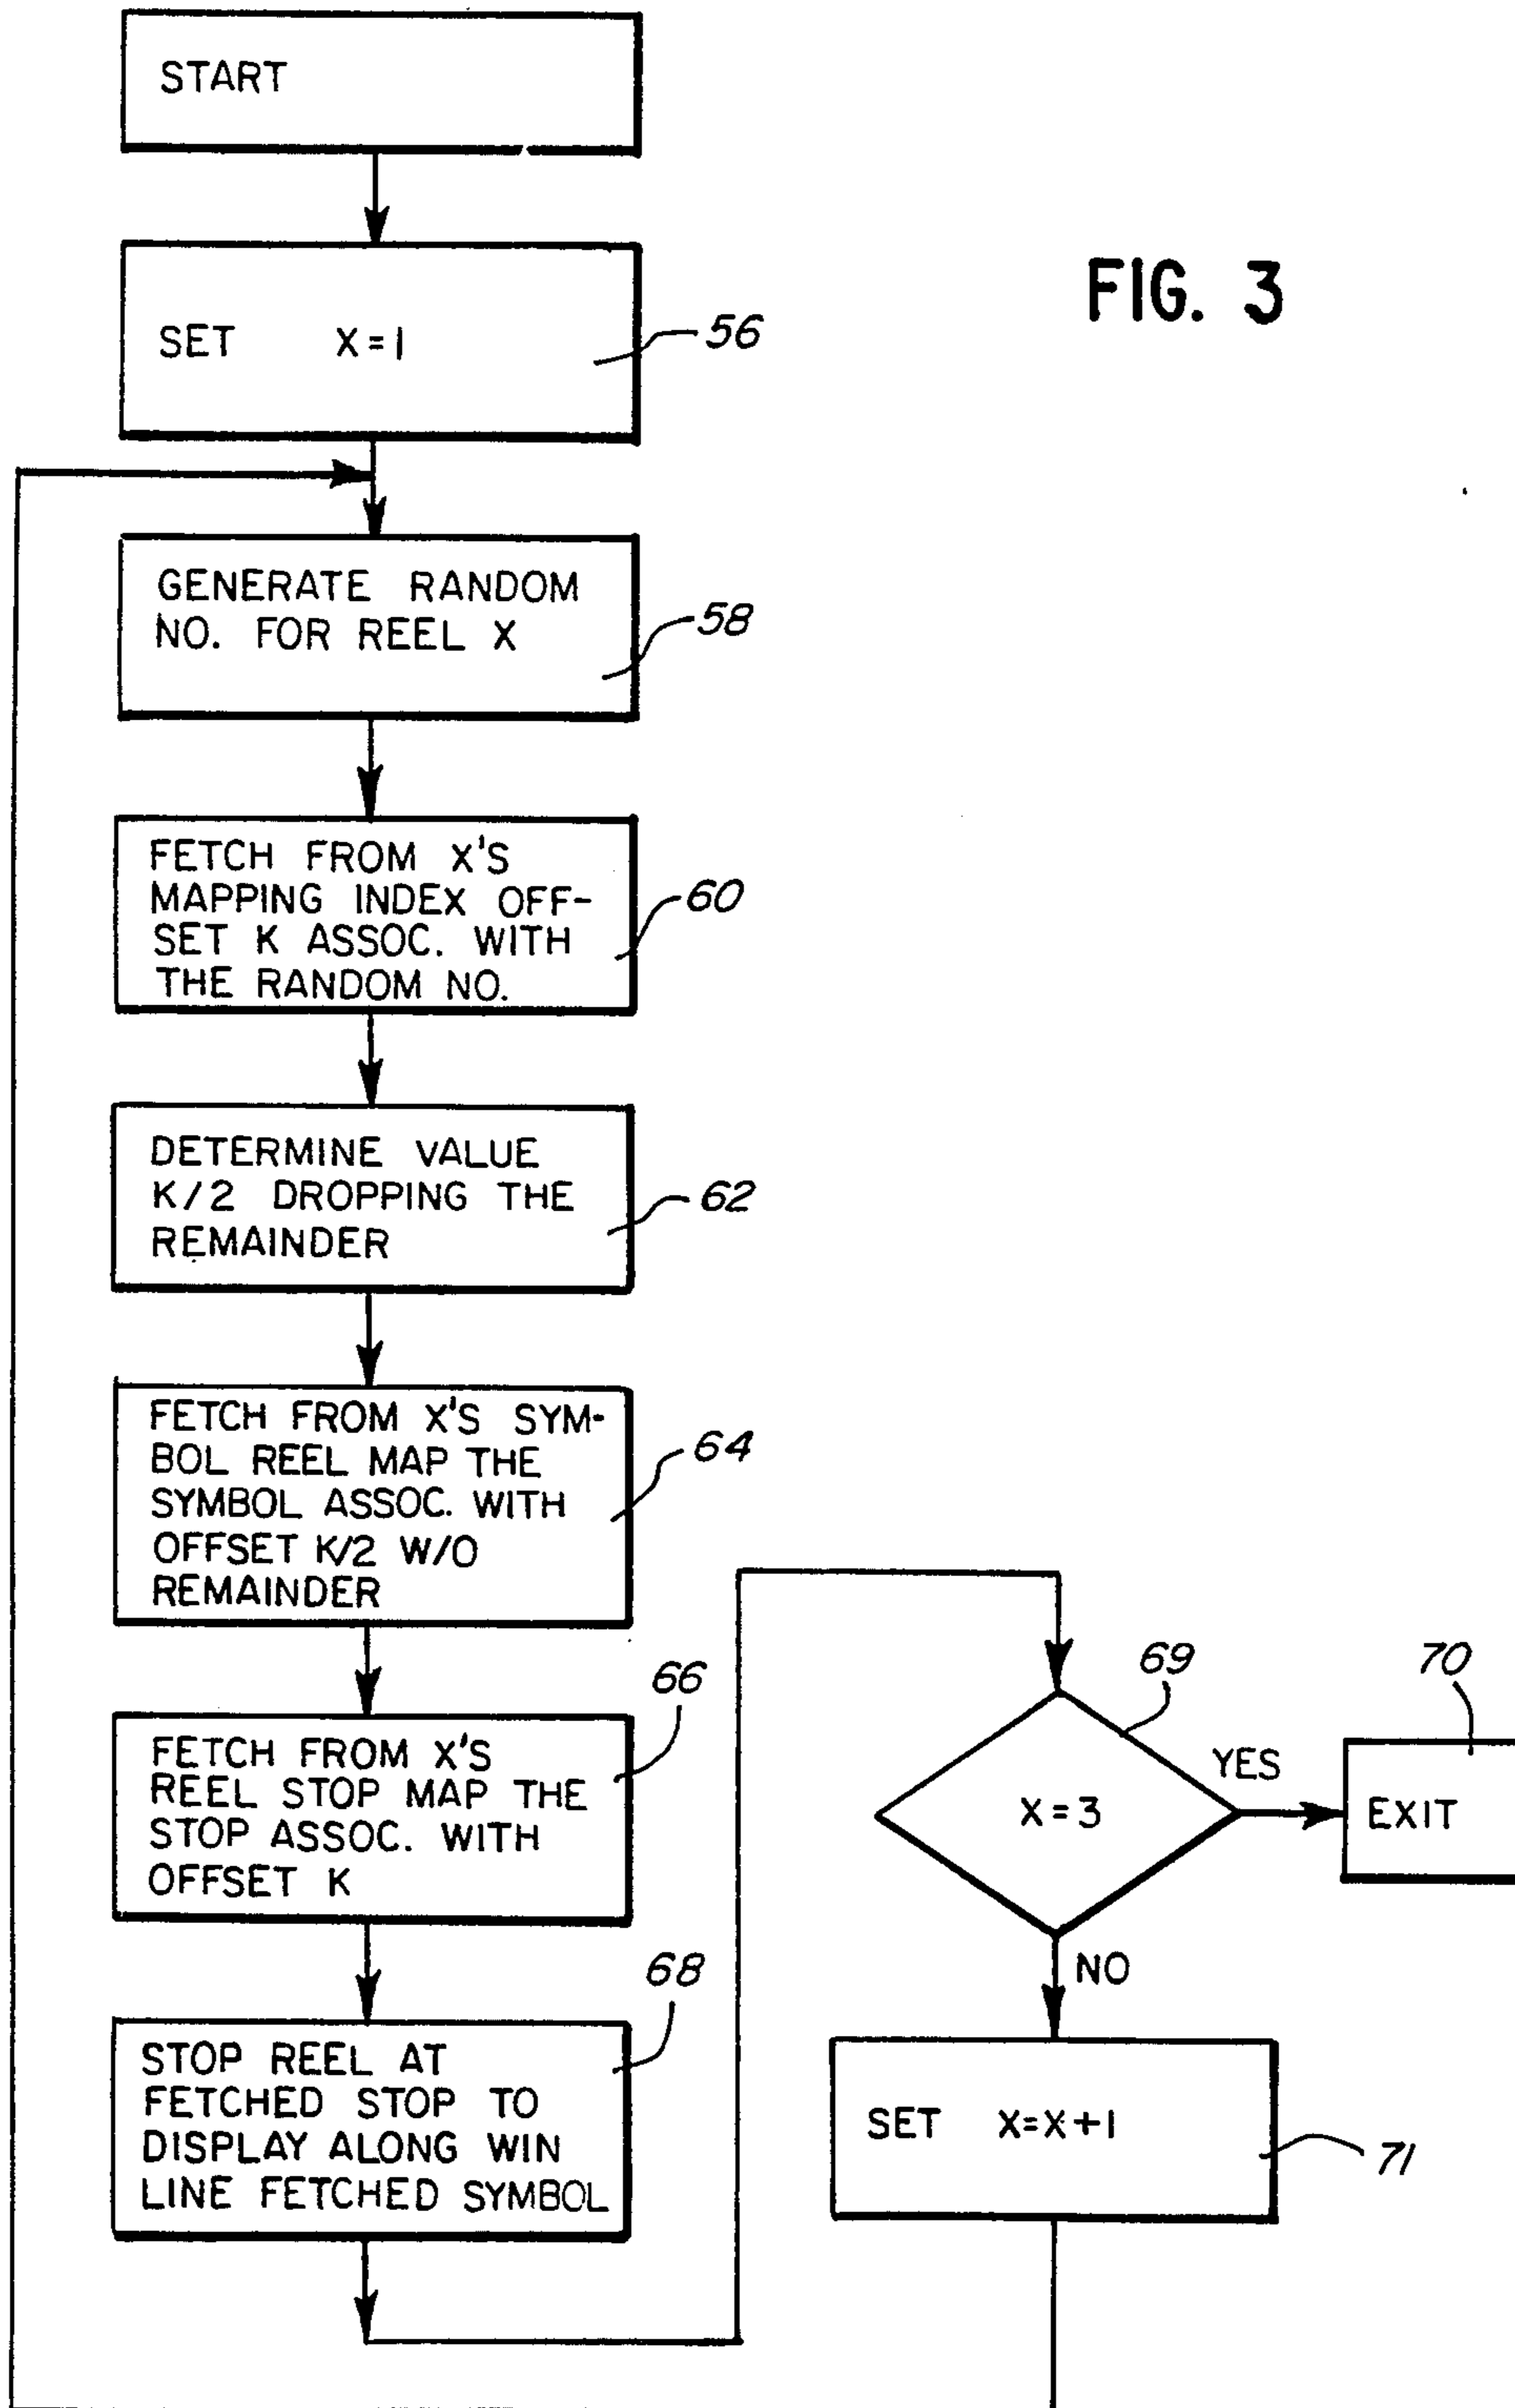 START
FIG. 3
SET X=1
56
GENERATE RANDOM
NO. FOR REEL X
58
FETCH FROM X'S
MAPPING INDEX OFF-
SET K ASSOC. WITH
THE RANDOM NO.
60
DETERMINE VALUE
K/2 DROPPING THE
REMAINDER
62
FETCH FROM X'S SYM-
BOL REEL MAP THE
SYMBOL ASSOC. WITH
OFFSET K/2 W/O
REMAINDER
64
FETCH FROM X'S
REEL STOP MAP THE
STOP ASSOC. WITH
OFFSET K
66
STOP REEL AT
FETCHED STOP TO
DISPLAY ALONG WIN
LINE FETCHED SYMBOL
68
X=3
69
YES
EXIT
70
NO
SET X=X+1
71